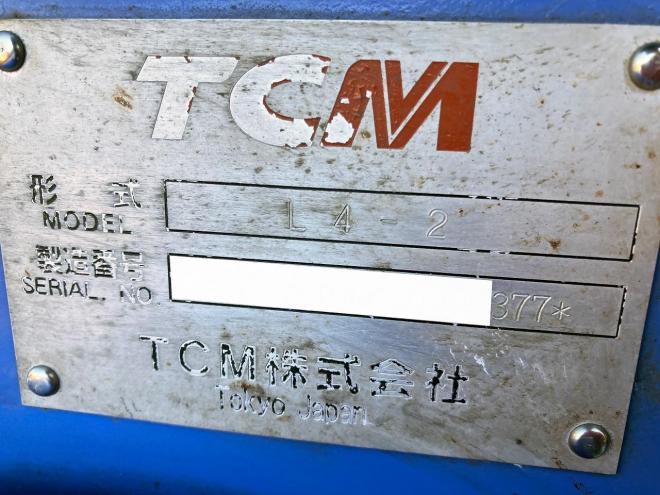 TCM
形式 L4-2
MODEL
製造番号 377*
SERIAL. NO.
TCM株式会社
Tokyo Japan